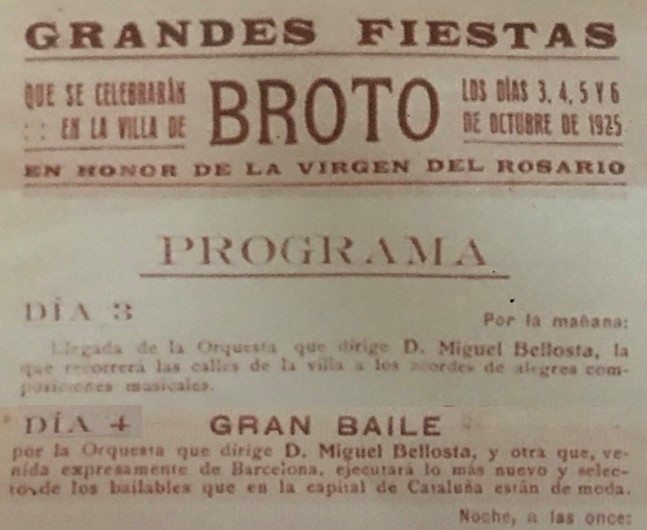 GRANDES FIESTAS
QUE SE CELEBRARÁN
: : EN LA VILLA DE
BROTO
LOS DÍAS 3, 4, 5 Y 6
DE OCTUBRE DE 1925
EN HONOR DE LA VIRGEN DEL ROSARIO
PROGRAMA
DÍA 3
Por la mañana:
Llegada de la Orquesta que dirige D. Miguel Bellosta, la
que recorrerá las calles de la villa a los acordes de alegres com-
posiciones musicales.
DÍA 4 GRAN BAILE
por la Orquesta que dirige D. Miguel Bellosta, y otra que, ve-
nida expresamente de Barcelona, ejecutará lo más nuevo y selec-
to de los bailables que en la capital de Cataluña están de moda.
Noche, a las once: